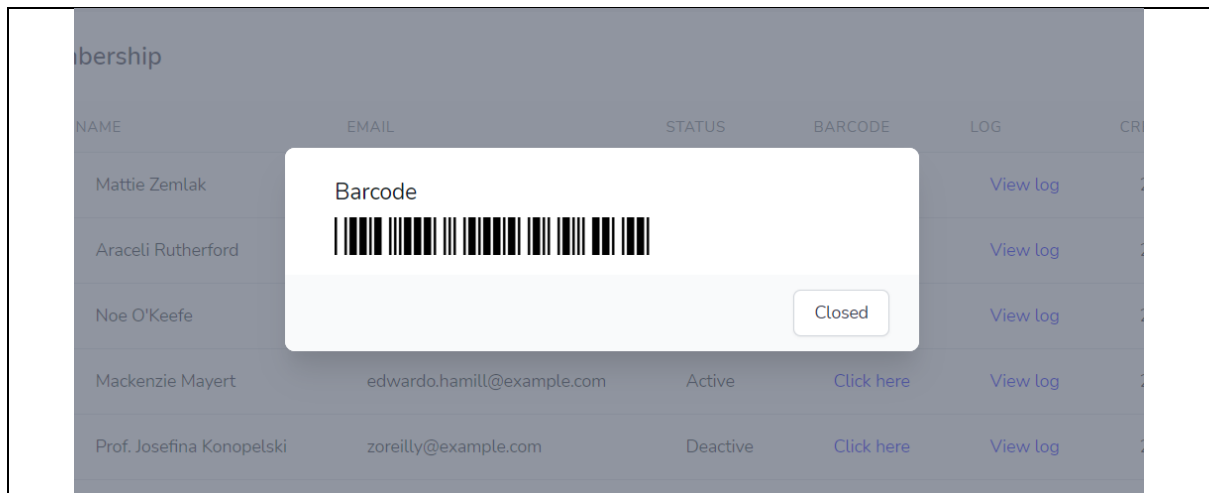 bership
NAME EMAIL STATUS BARCODE LOG CR
Mattie Zemlak View log
Barcode
Araceli Rutherford View log
Noe O'Keefe Closed View log
Mackenzie Mayert edwardo.hamill@example.com Active Click here View log
Prof. Josefina Konopelski zoreilly@example.com Deactive Click here View log